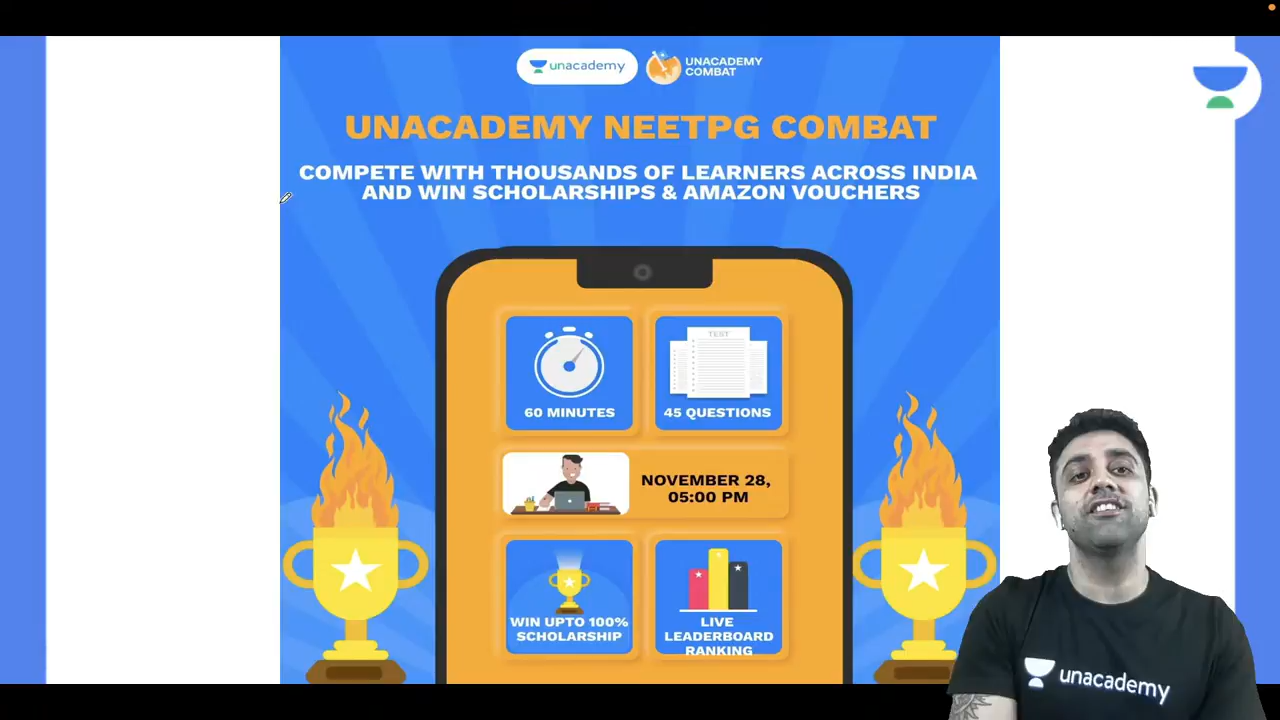 unacademy
UNACADEMY
COMBAT
UNACADEMY NEETPG COMBAT
COMPETE WITH THOUSANDS OF LEARNERS ACROSS INDIA
AND WIN SCHOLARSHIPS & AMAZON VOUCHERS
TEST
60 MINUTES
45 QUESTIONS
NOVEMBER 28,
05:00 PM
WIN UPTO 100%
SCHOLARSHIP
LIVE
LEADERBOARD
RANKING
unacademy